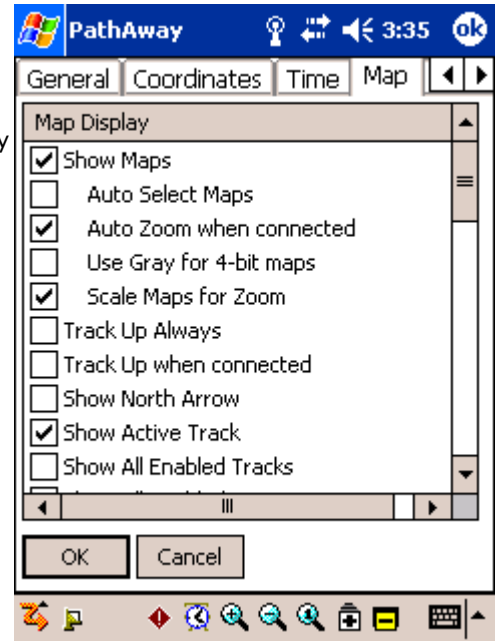 PathAway 3:35 ok
General Coordinates Time Map
Map Display
y
Show Maps
Auto Select Maps
Auto Zoom when connected
Use Gray for 4-bit maps
Scale Maps for Zoom
Track Up Always
Track Up when connected
Show North Arrow
Show Active Track
Show All Enabled Tracks
OK Cancel